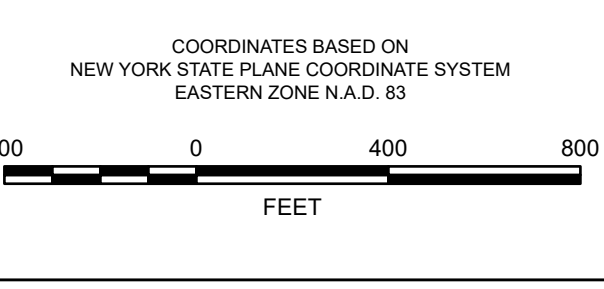 COORDINATES BASED ON
NEW YORK STATE PLANE COORDINATE SYSTEM
EASTERN ZONE N.A.D. 83
00 0 400 800
FEET